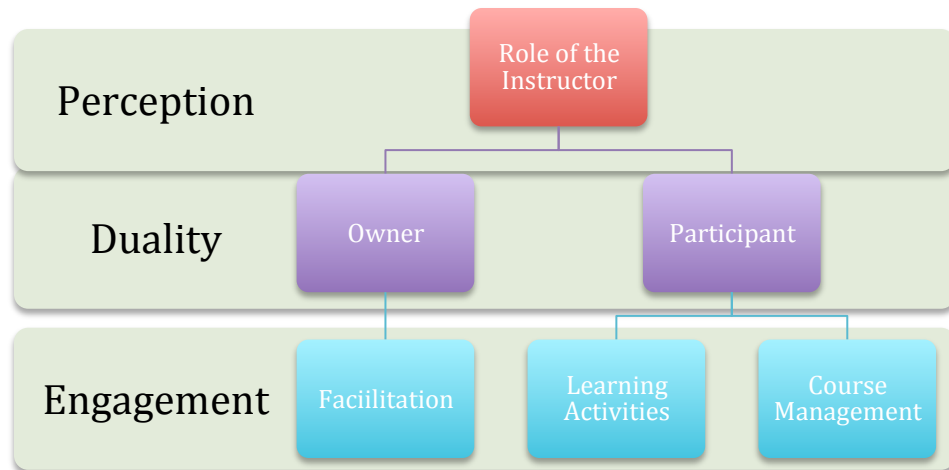 Perception
Role of the
Instructor
Duality
Owner
Participant
Engagement
Faciilitation
Learning
Activities
Course
Management